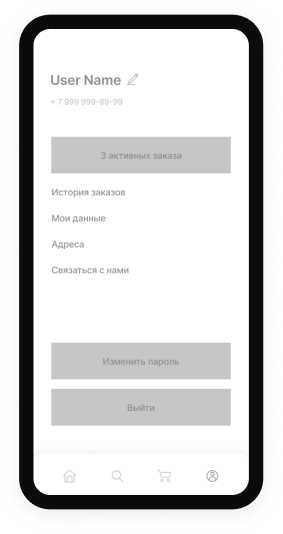 User Name
+ 7 999 999-99-99
3 активных заказа
История заказов
Мои данные
Адреса
Связаться с нами
Изменить пароль
Выйти